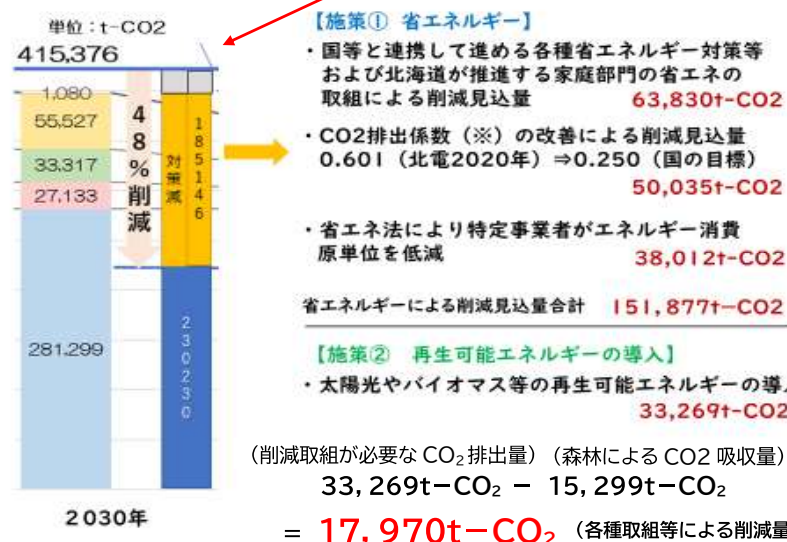 単位：t-CO2
415,376
1,080
55,527
33,317
27,133
281,299
48%削減
対策減
185146
230230
2030年
【施策① 省エネルギー】
・国等と連携して進める各種省エネルギー対策等
および北海道が推進する家庭部門の省エネの
取組による削減見込量 63,830t-CO2
・CO2排出係数（※）の改善による削減見込量
0.601（北電2020年）⇒0.250（国の目標）
50,035t-CO2
・省エネ法により特定事業者がエネルギー消費
原単位を低減 38,012t-CO2
省エネルギーによる削減見込量合計 151,877t-CO2
【施策② 再生可能エネルギーの導入】
・太陽光やバイオマス等の再生可能エネルギーの導
33,269t-CO2
（削減取組が必要な CO₂排出量）（森林による CO2 吸収量）
33,269t-CO₂ − 15,299t-CO₂
= 17,970t-CO₂ （各種取組等による削減量